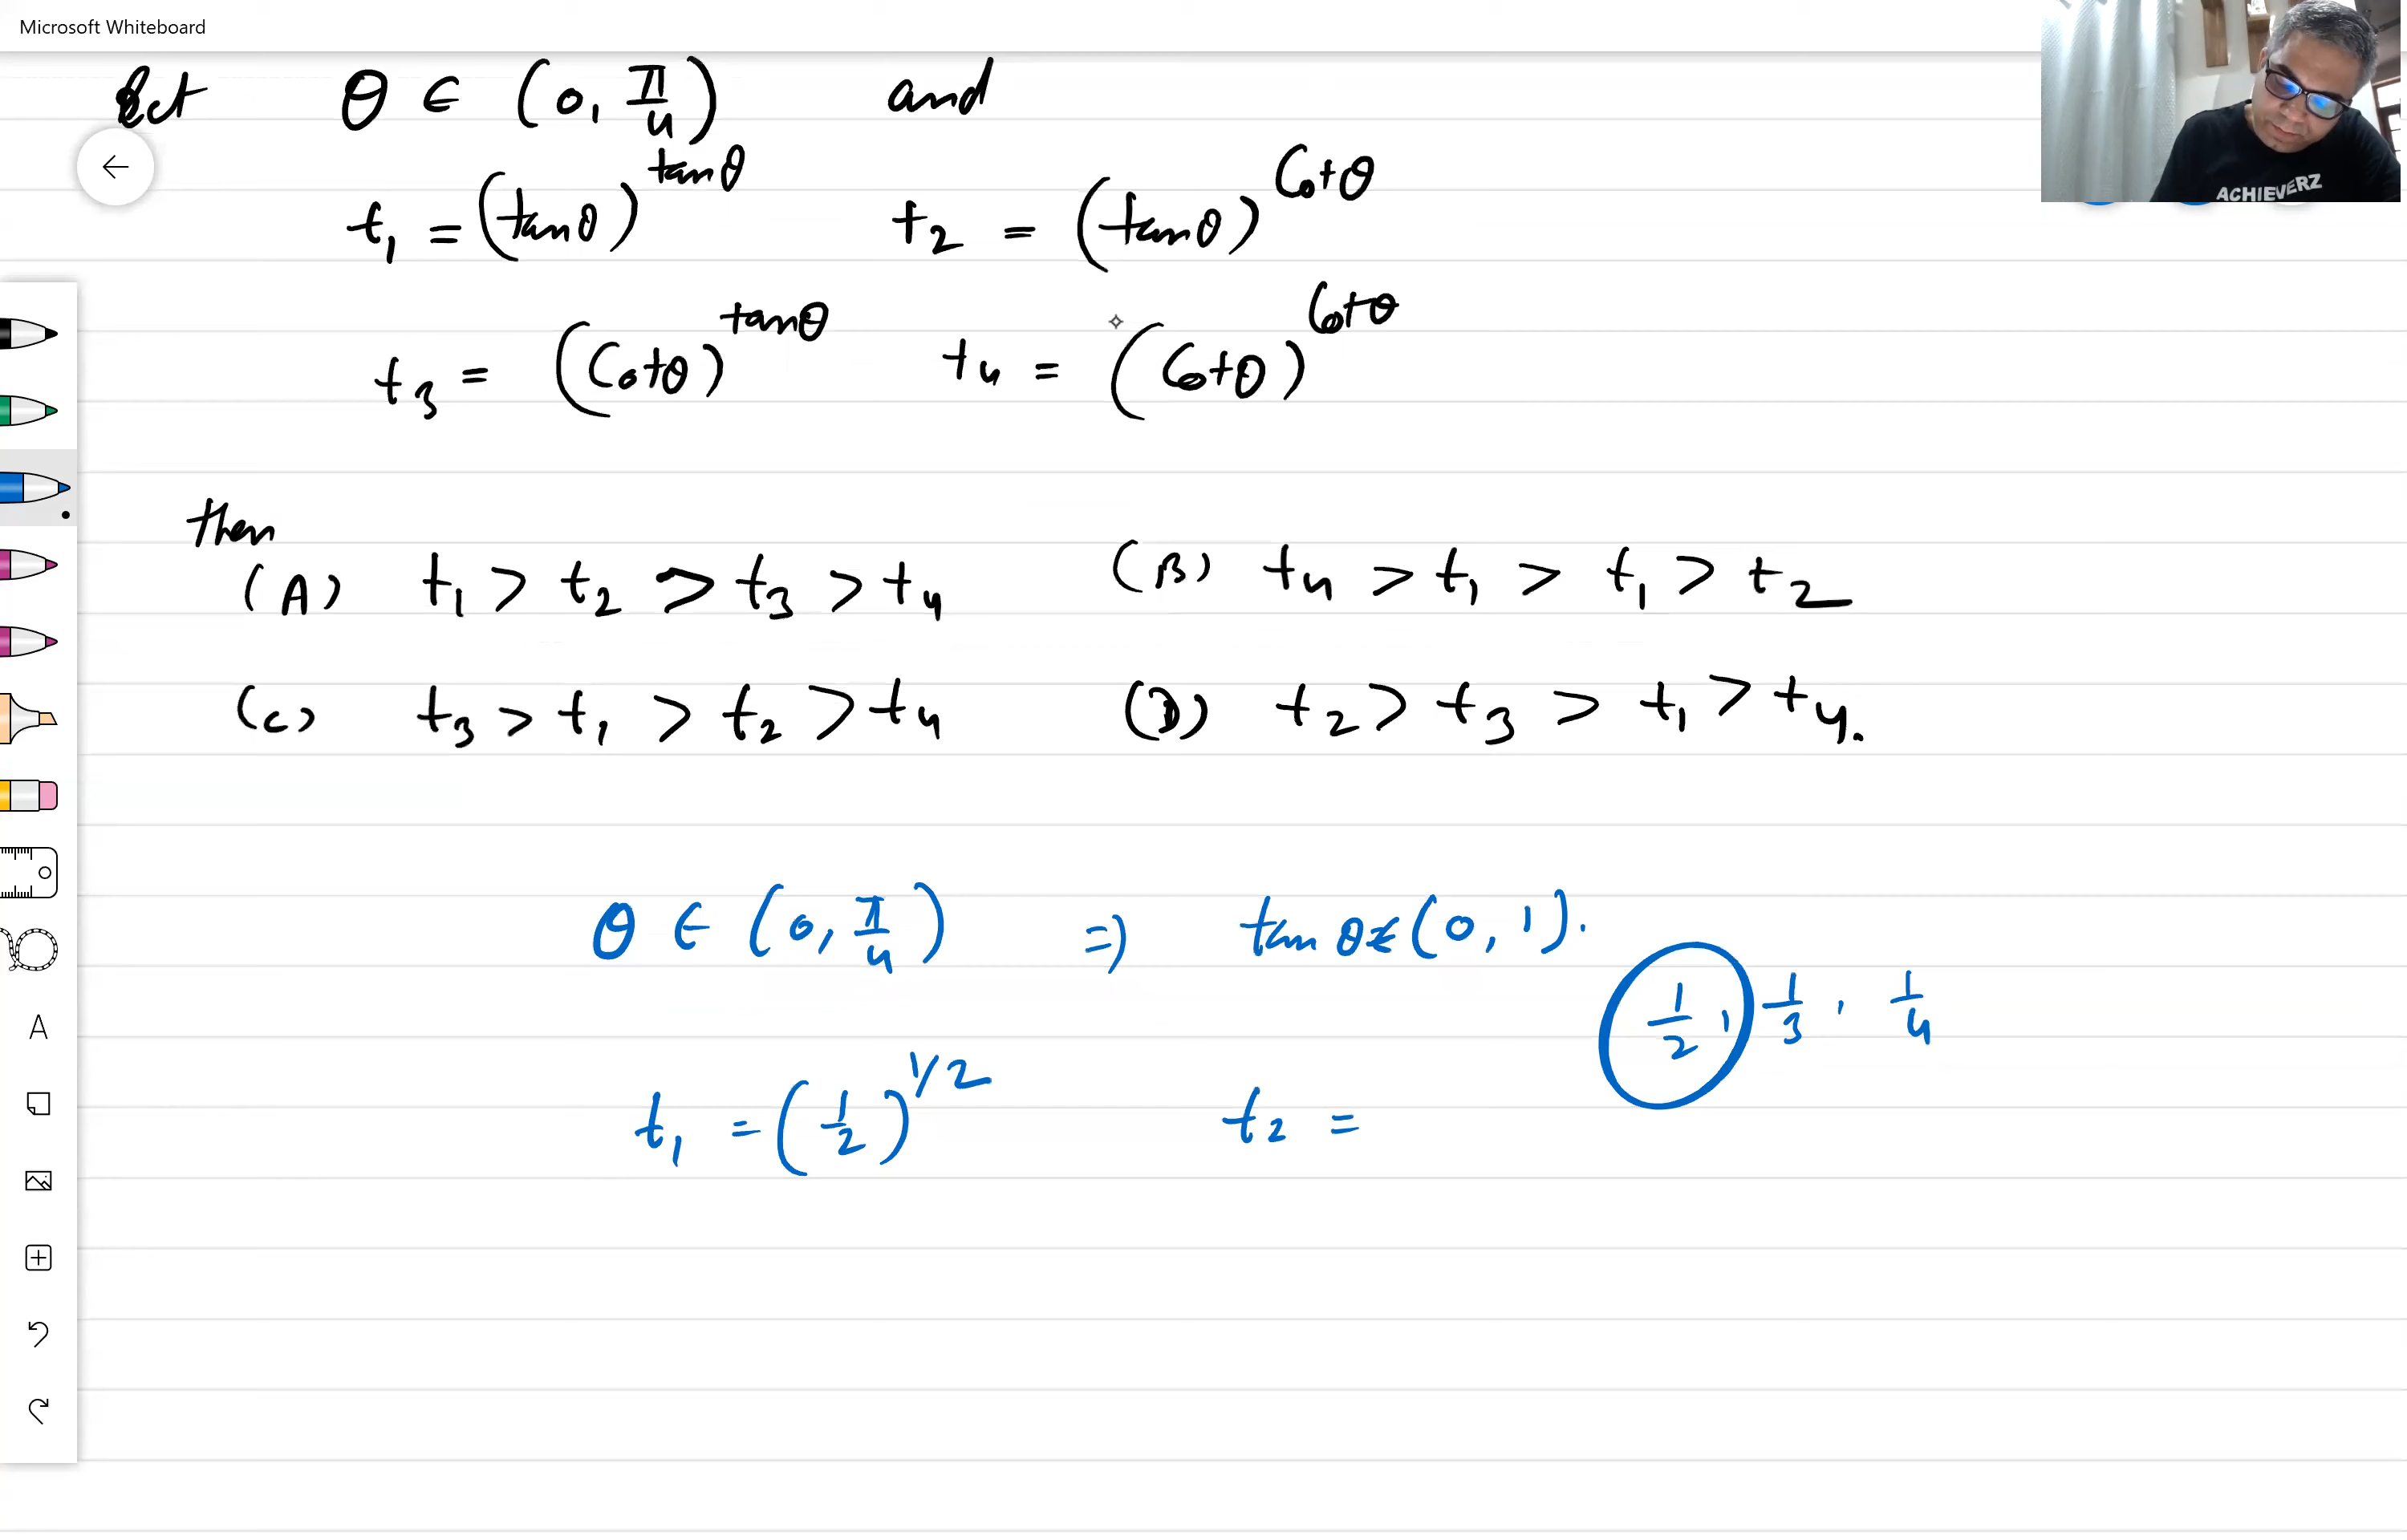 Microsoft Whiteboard
ACHIEVERZ
Let θ ∈ (0, π/4) and
t₁ = (tanθ)^tanθ t₂ = (tanθ)^Cotθ
t₃ = (Cotθ)^tanθ t₄ = (Cotθ)^Cotθ
then
(A) t₁ > t₂ > t₃ > t₄ (B) t₄ > t₁ > t₁ > t₂
(C) t₃ > t₁ > t₂ > t₄ (D) t₂ > t₃ > t₁ > t₄.
θ ∈ (0, π/4) ⇒ tanθ ∈ (0, 1).
1/2, 1/3, 1/4
t₁ = (1/2)^1/2 t₂ =
A